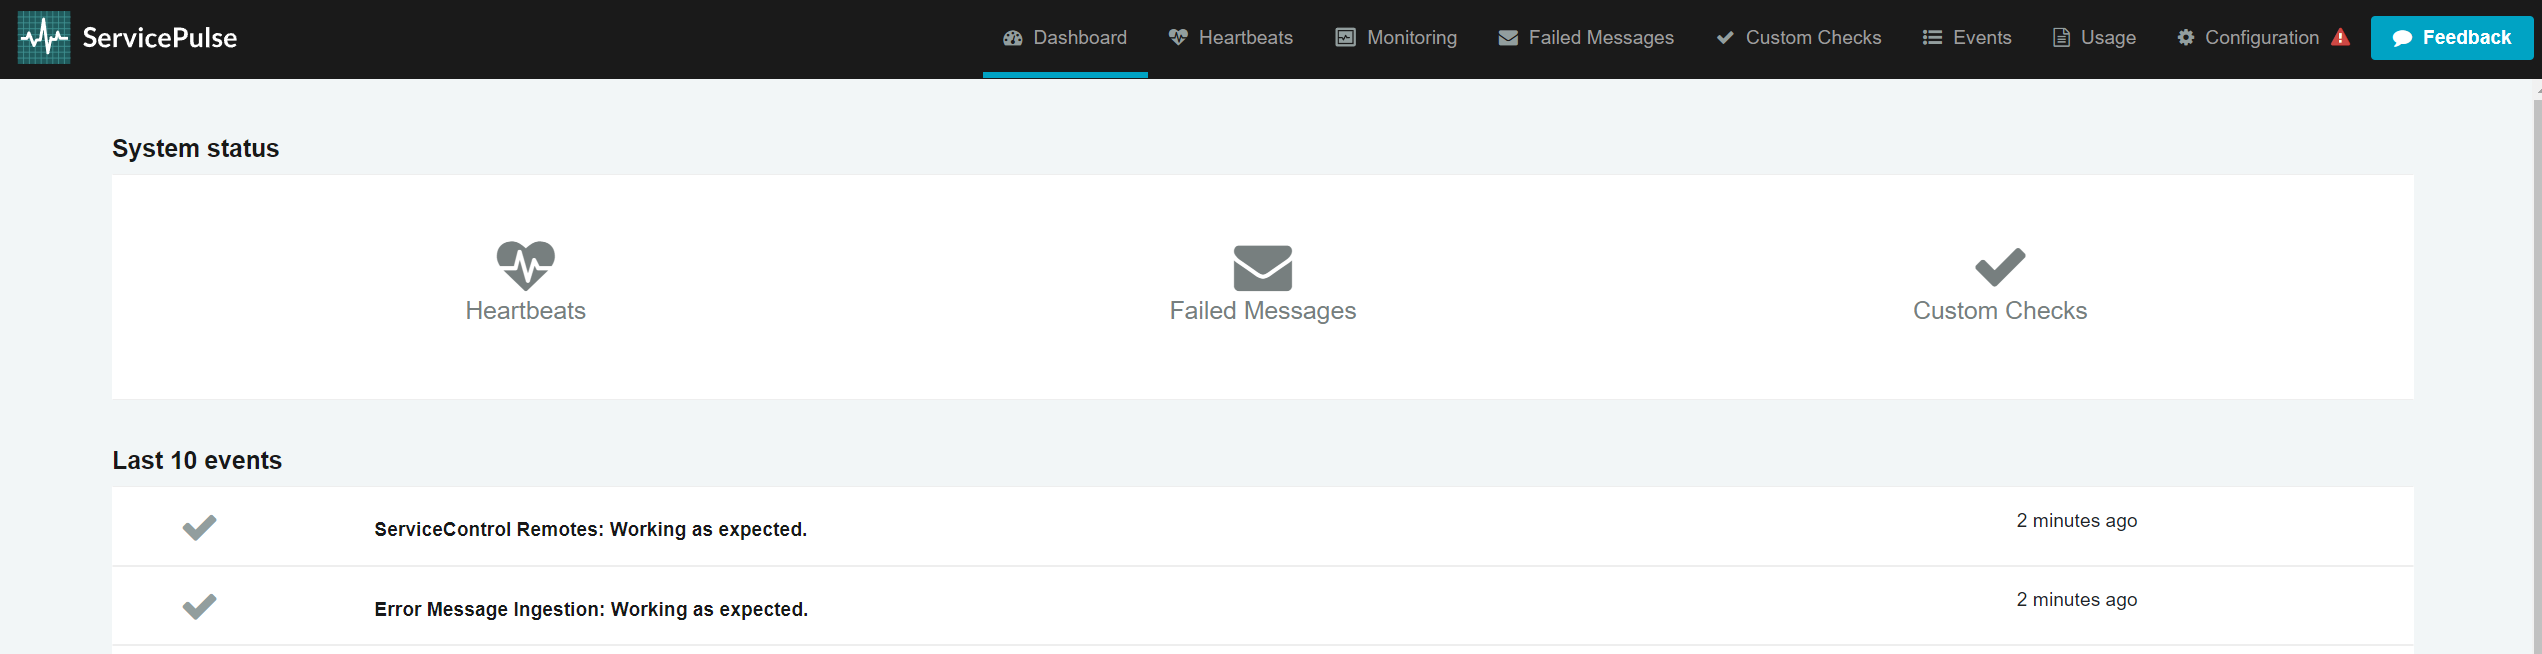 ServicePulse
Dashboard Heartbeats Monitoring Failed Messages Custom Checks Events Usage Configuration Feedback
System status
Heartbeats Failed Messages Custom Checks
Last 10 events
ServiceControl Remotes: Working as expected. 2 minutes ago
Error Message Ingestion: Working as expected. 2 minutes ago